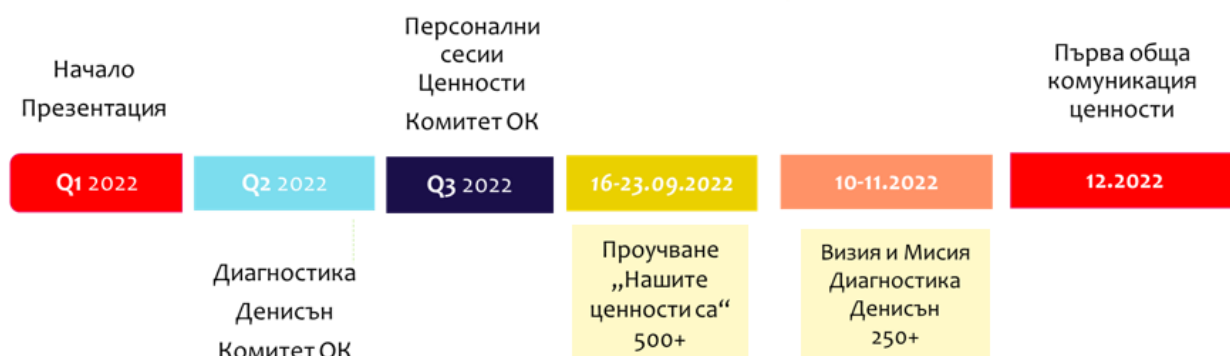 Начало
Презентация
Персонални
сесии
Ценности
Комитет ОК
Първа обща
комуникация
ценности
Q1 2022
Q2 2022
Q3 2022
16-23.09.2022
10-11.2022
12.2022
Диагностика
Денисън
Комитет ОК
Проучване
„Нашите
ценности са“
500+
Визия и Мисия
Диагностика
Денисън
250+